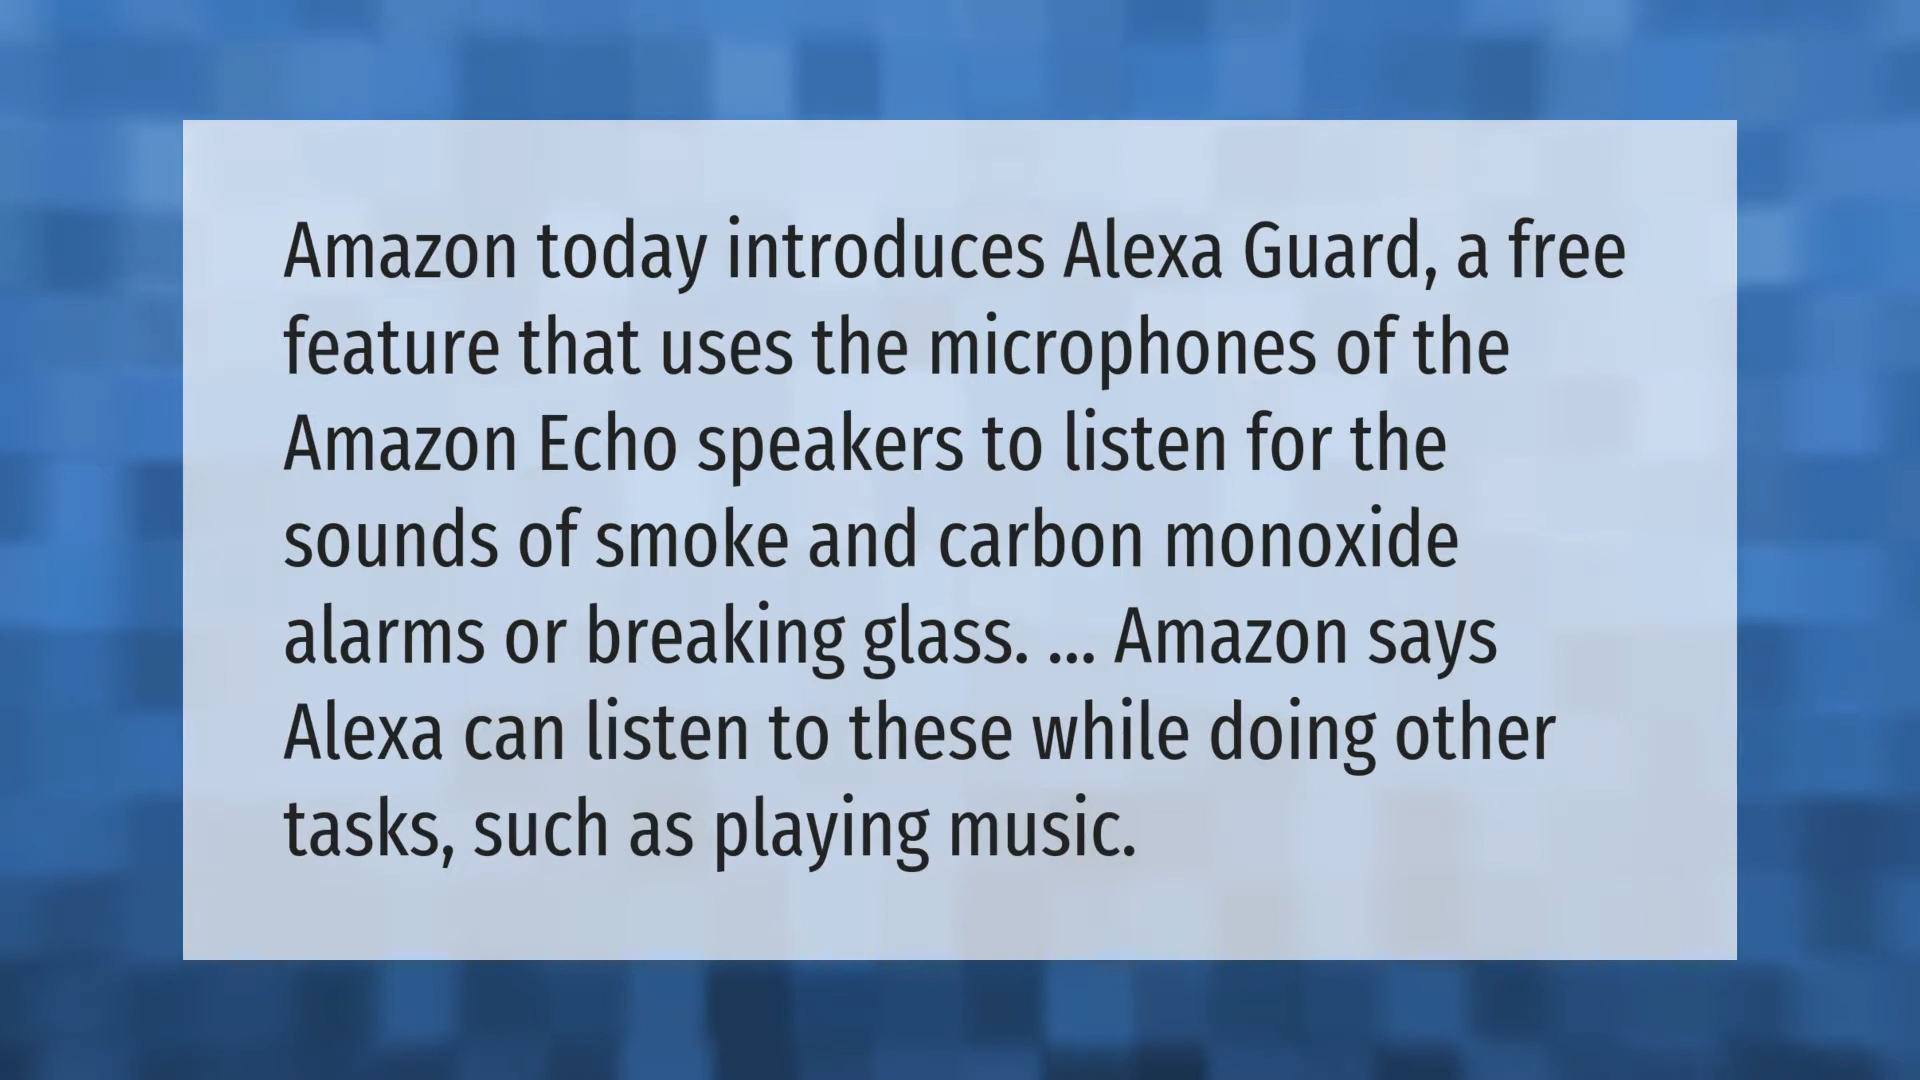 Amazon today introduces Alexa Guard, a free
feature that uses the microphones of the
Amazon Echo speakers to listen for the
sounds of smoke and carbon monoxide
alarms or breaking glass. ... Amazon says
Alexa can listen to these while doing other
tasks, such as playing music.